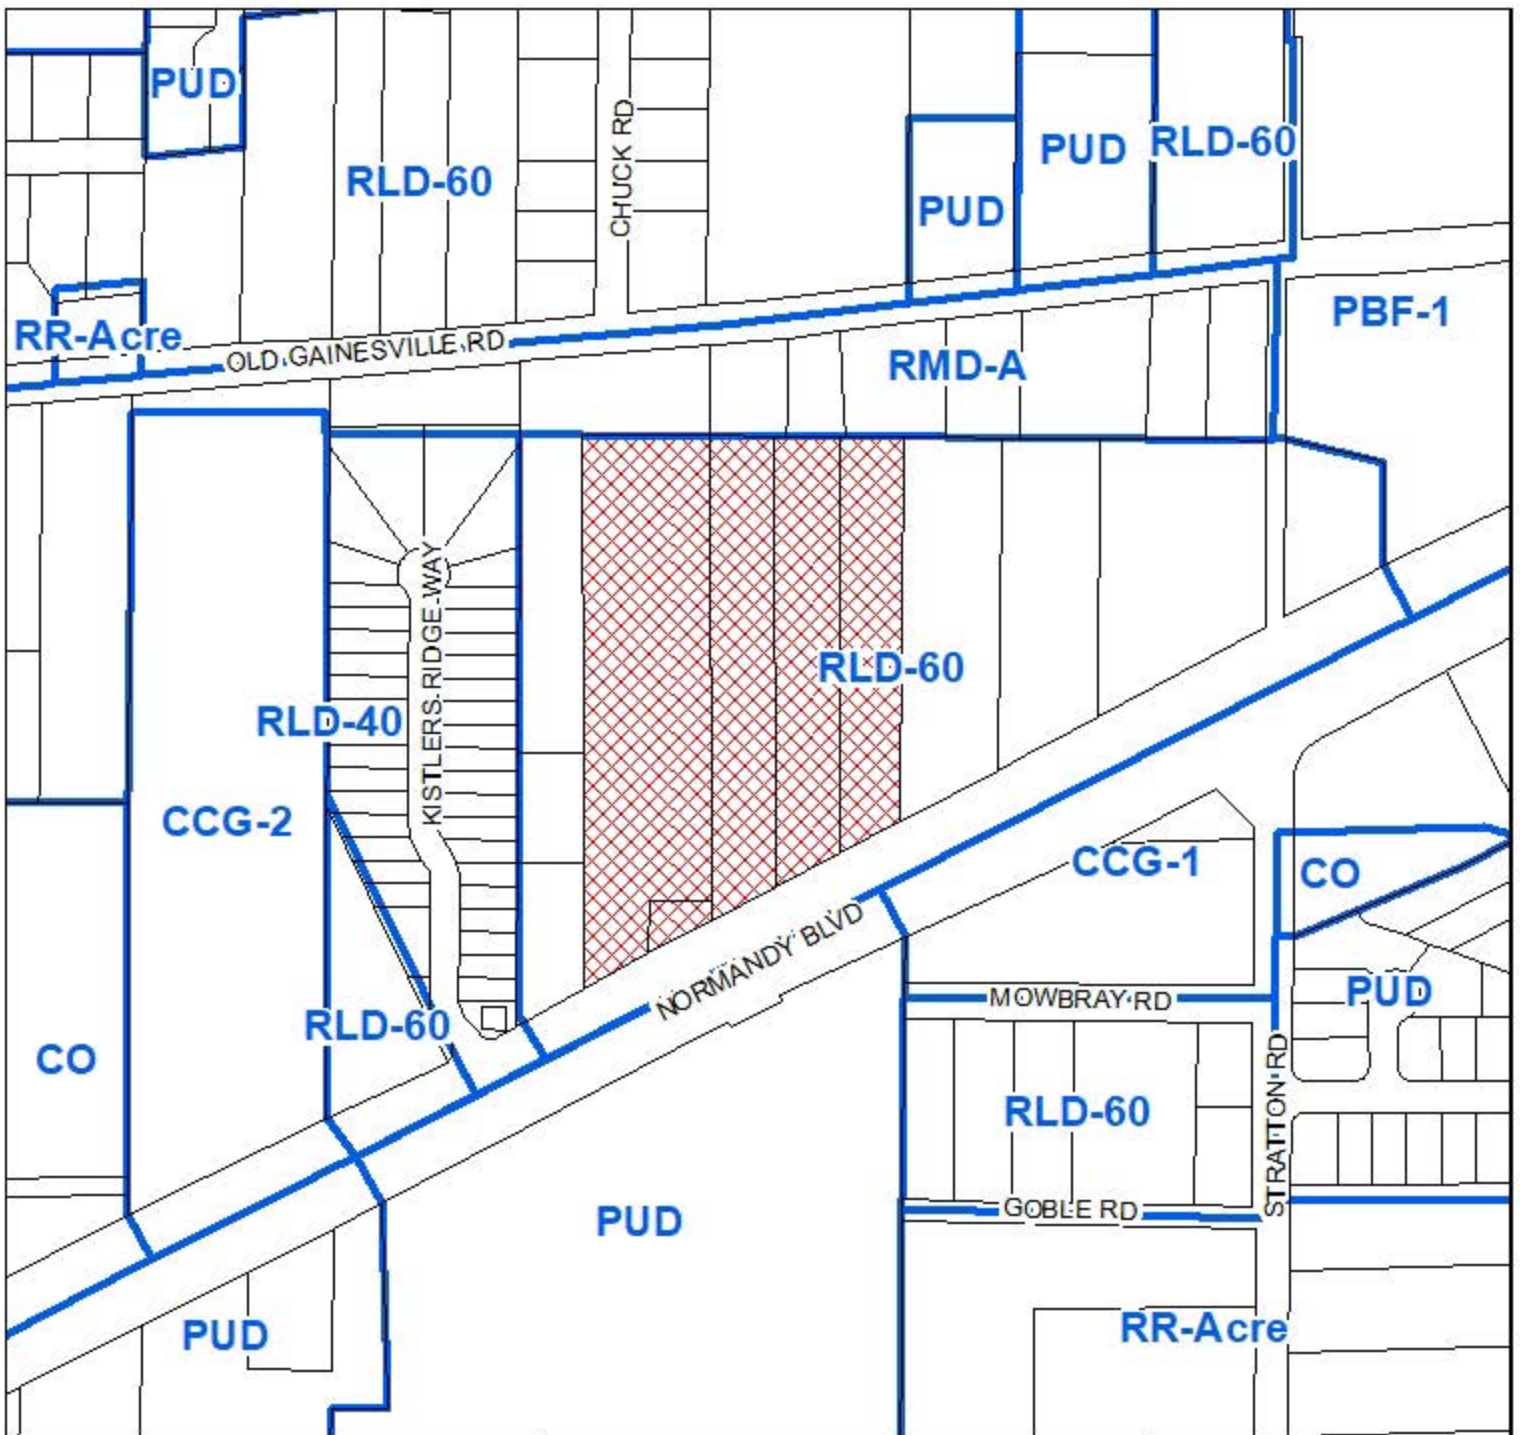 PUD
CHUCK RD
PUD
RLD-60
RLD-60
PUD
PBF-1
RR-Acre
OLD GAINESVILLE RD
RMD-A
KISTLERS RIDGE WAY
RLD-60
RLD-40
CCG-2
CCG-1
CO
NORMANDY BLVD
PUD
MOWBRAY RD
RLD-60
CO
STRATTON RD
RLD-60
GOBLE RD
PUD
PUD
RR-Acre